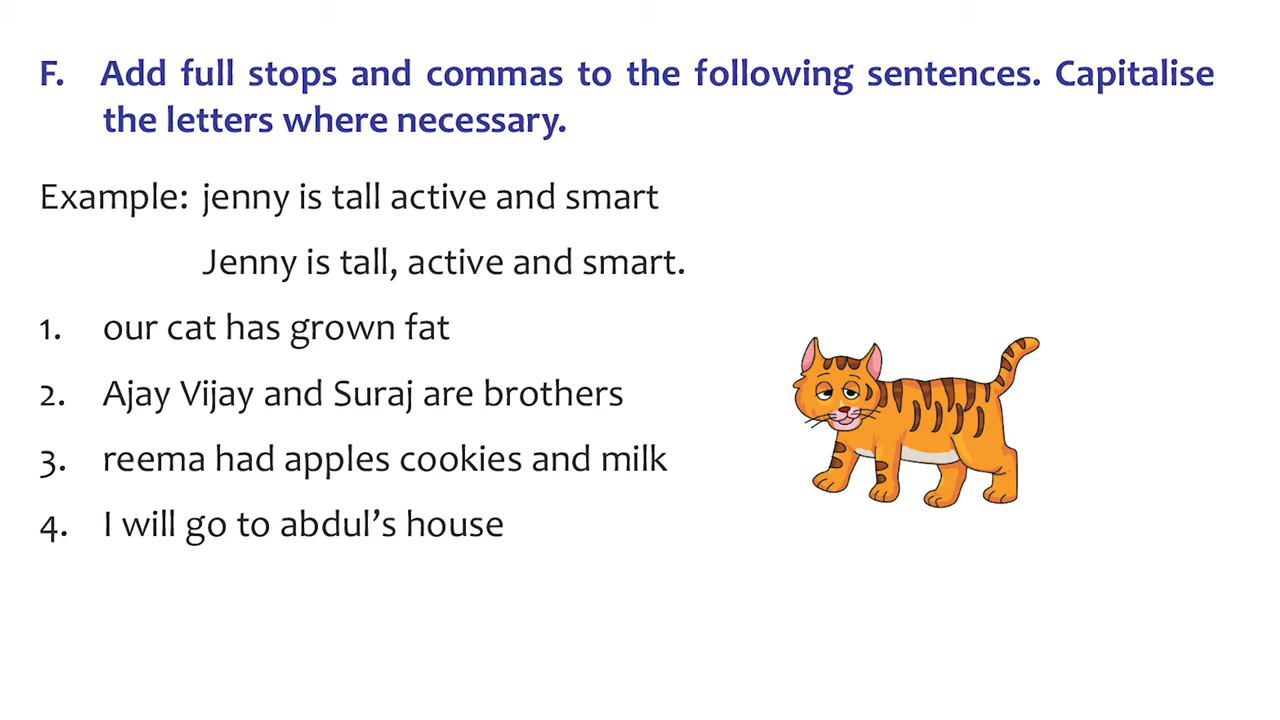 F. Add full stops and commas to the following sentences. Capitalise
the letters where necessary.
Example: jenny is tall active and smart
Jenny is tall, active and smart.
1. our cat has grown fat
2. Ajay Vijay and Suraj are brothers
3. reema had apples cookies and milk
4. I will go to abdul’s house